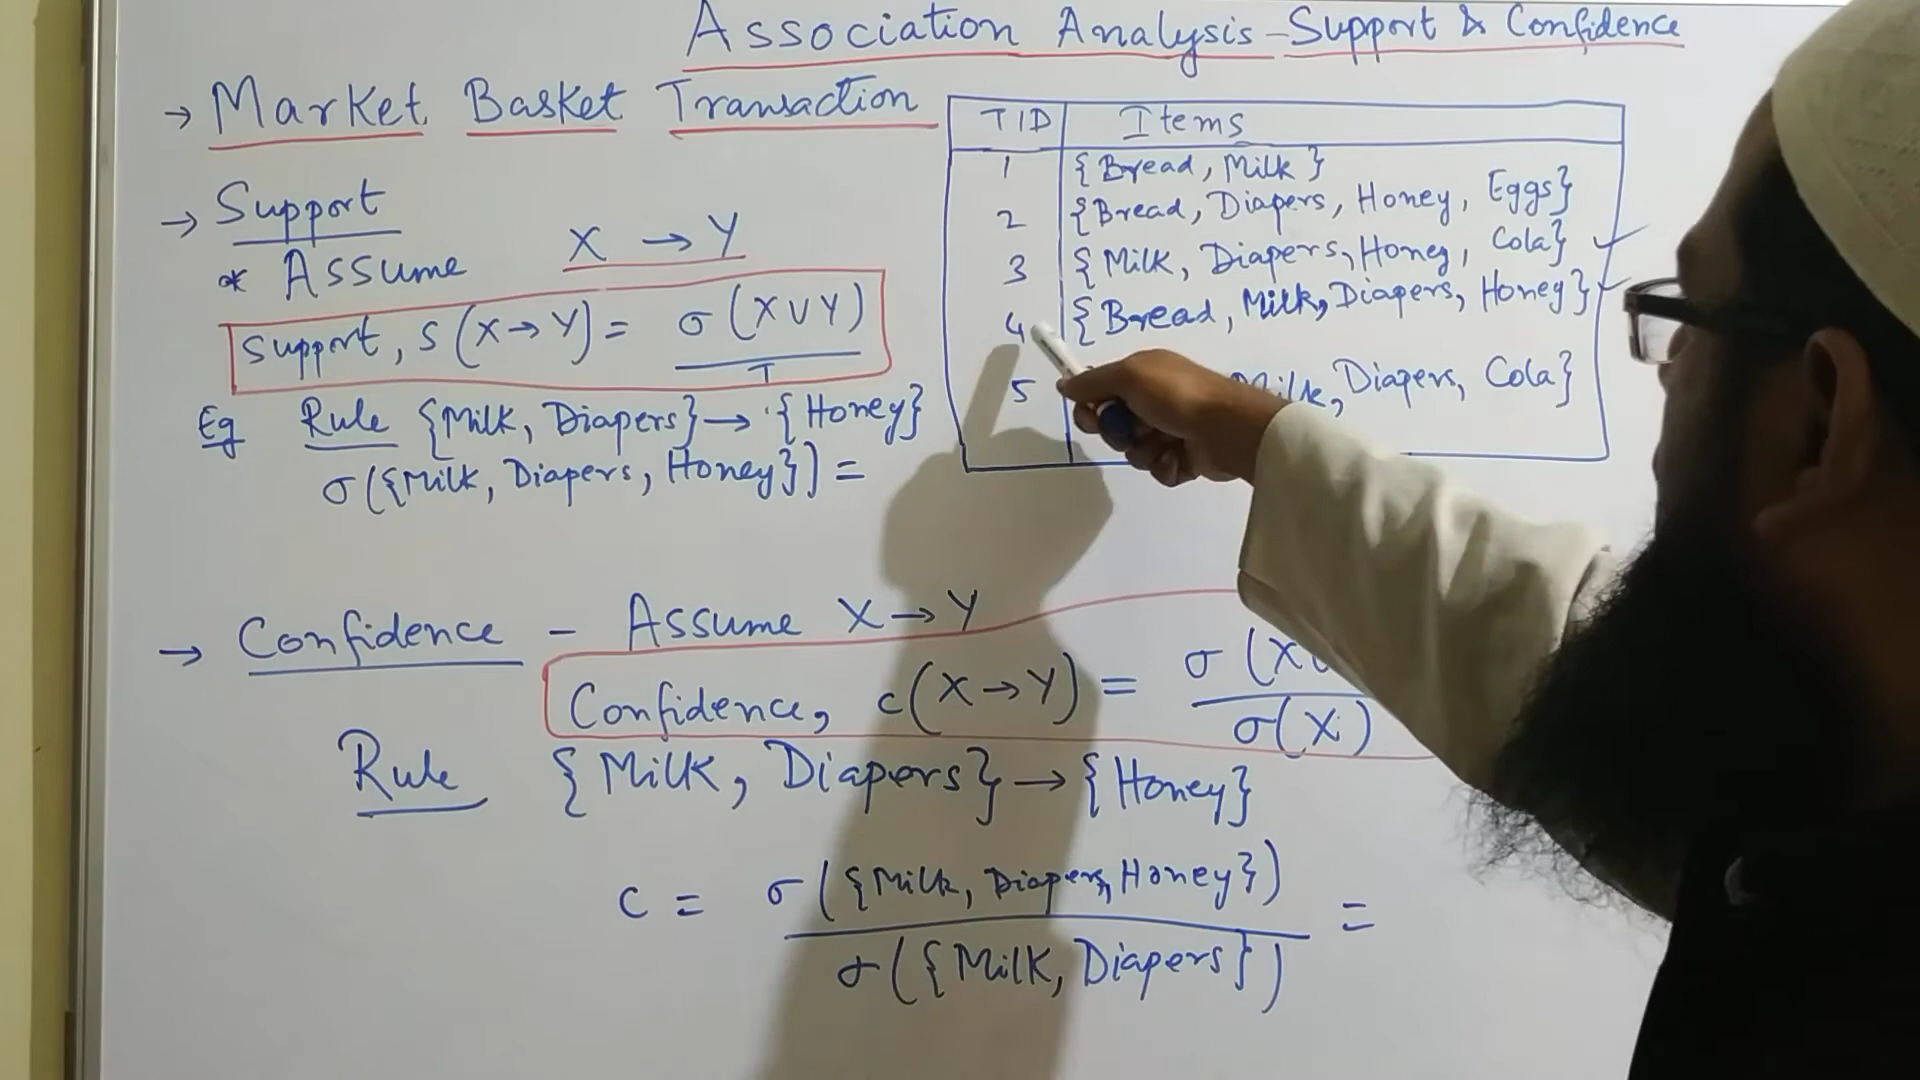 Association Analysis - Support & Confidence
→ Market Basket Transaction
TID Items
1 {Bread, Milk}
2 {Bread, Diapers, Honey, Eggs}
3 {Milk, Diapers, Honey, Cola} ✓
4 {Bread, Milk, Diapers, Honey} ✓
5 Milk, Diapers, Cola}
→ Support
* Assume X → Y
Support, s(X→Y) = σ(X∪Y)
T
Eg Rule {Milk, Diapers} → {Honey}
σ({Milk, Diapers, Honey}) =
→ Confidence - Assume X→Y
Confidence, c(X→Y) = σ(X
σ(X)
Rule {Milk, Diapers} → {Honey}
c = σ({Milk, Diapers, Honey}) =
σ({Milk, Diapers})